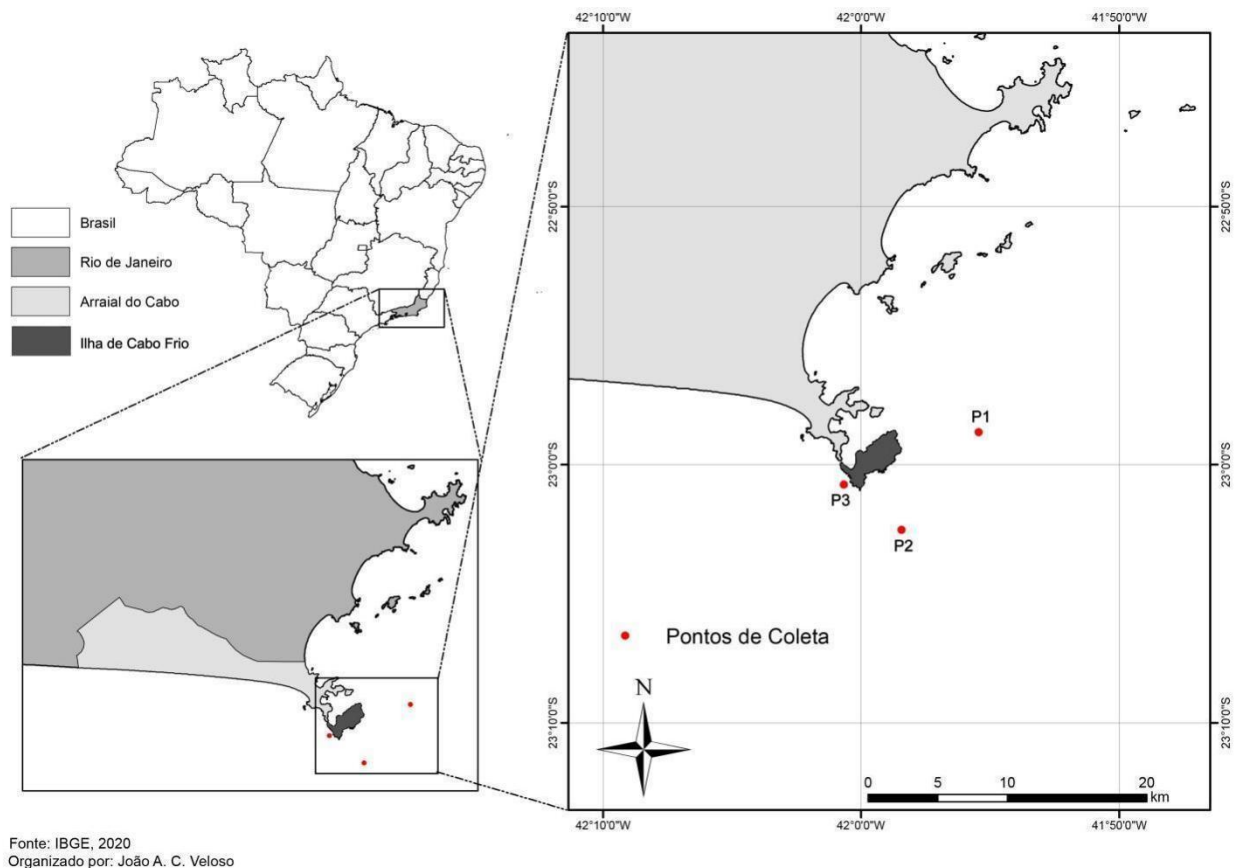 42°10'0"W
42°0'0"W
41°50'0"W
Brasil
Rio de Janeiro
Arraial do Cabo
Ilha de Cabo Frio
22°50'0"S
22°50'0"S
P1
23°0'0"S
23°0'0"S
P3
P2
Pontos de Coleta
N
23°10'0"S
23°10'0"S
0 5 10 20
km
42°10'0"W
42°0'0"W
41°50'0"W
Fonte: IBGE, 2020
Organizado por: João A. C. Veloso